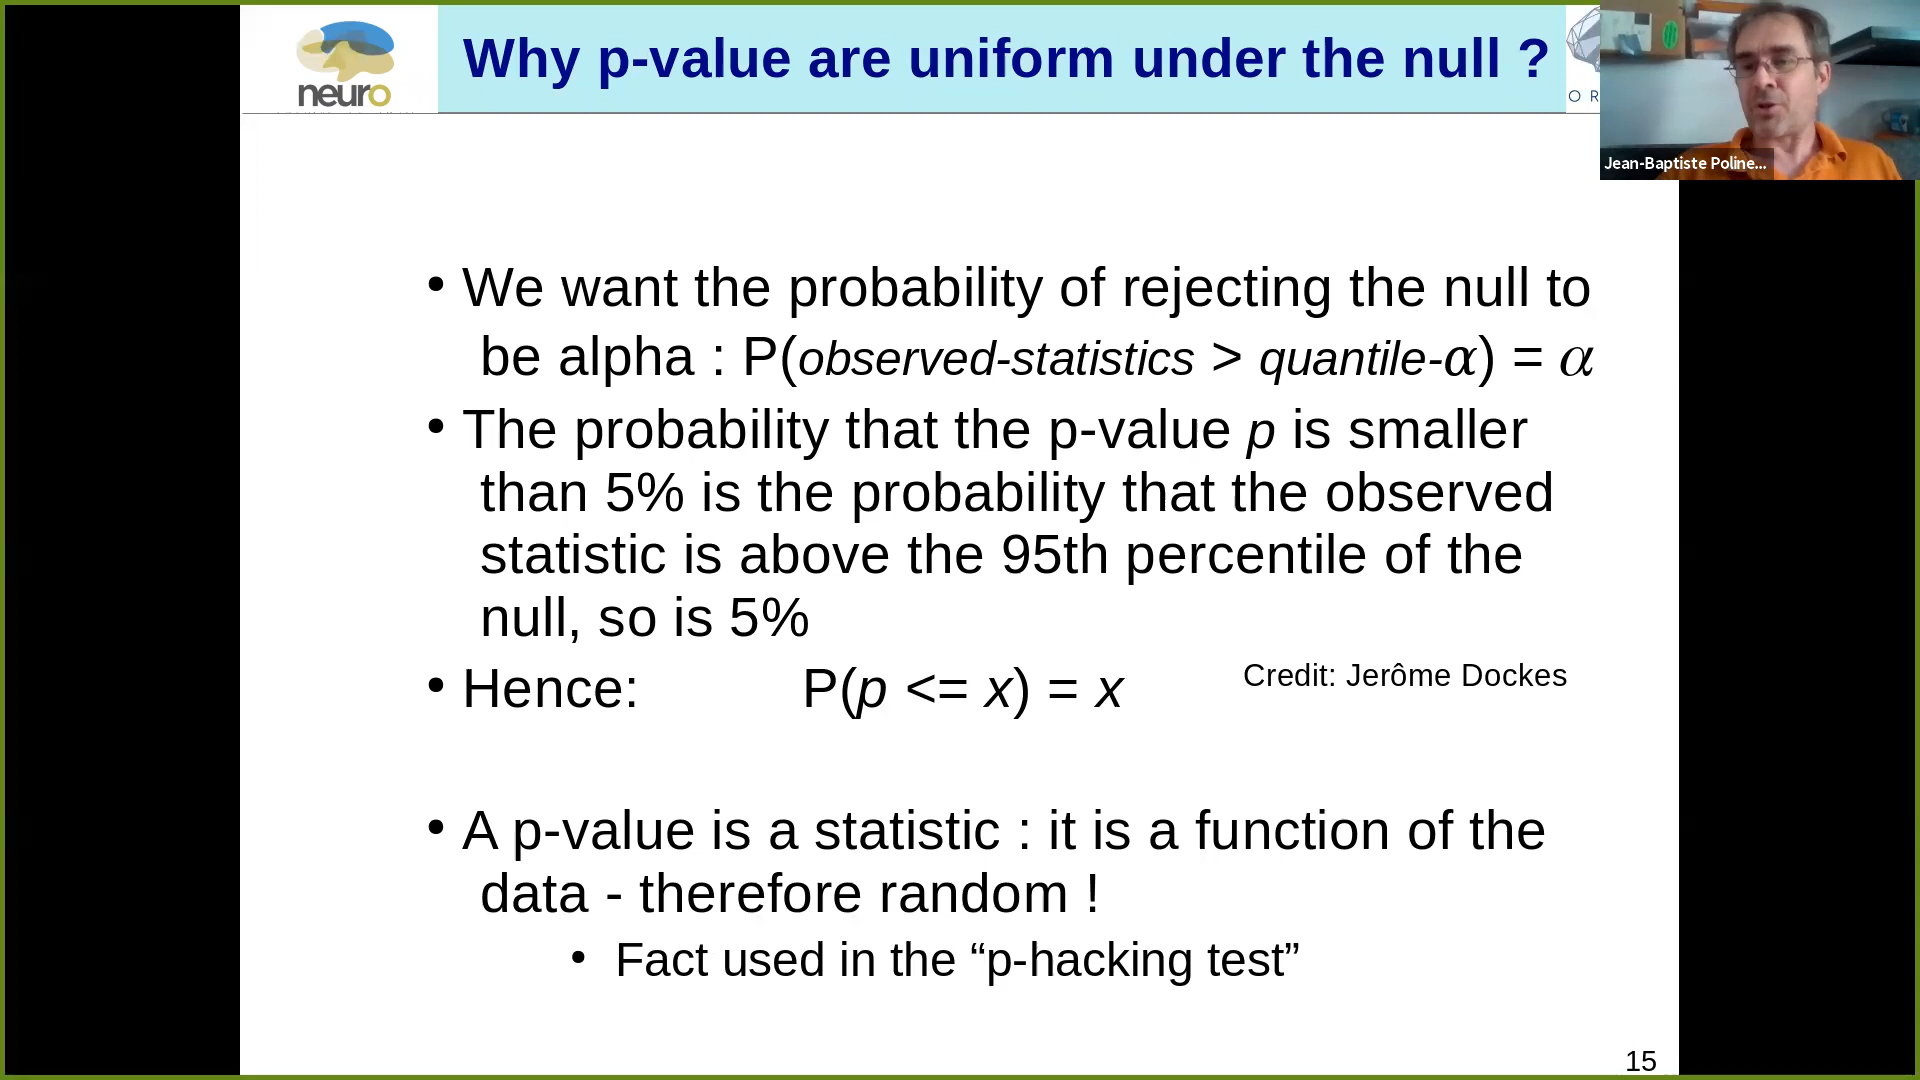 neuro
Why p-value are uniform under the null ?
O R
Jean-Baptiste Poline...
• We want the probability of rejecting the null to
be alpha : P(observed-statistics > quantile-α) = α
• The probability that the p-value p is smaller
than 5% is the probability that the observed
statistic is above the 95th percentile of the
null, so is 5%
• Hence: P(p <= x) = x
Credit: Jerôme Dockes
• A p-value is a statistic : it is a function of the
data - therefore random !
• Fact used in the “p-hacking test”
15